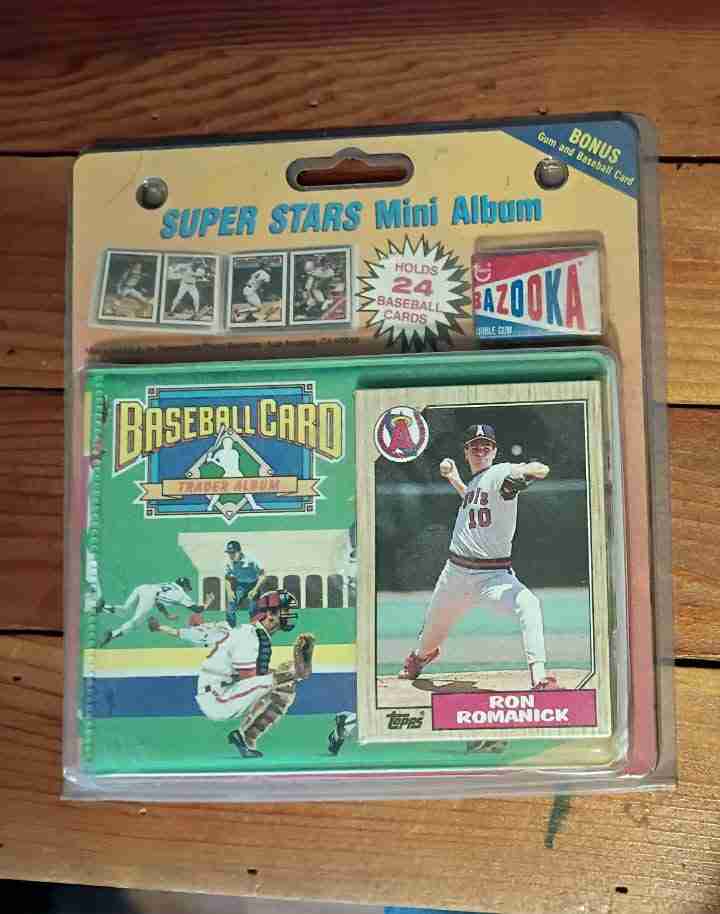 BONUS
Gum and Baseball Card
SUPER STARS Mini Album
HOLDS
24
BASEBALL
CARDS
BAZOOKA
BASEBALL CARD
TRADER ALBUM
A
A
10
RON
ROMANICK
Topps